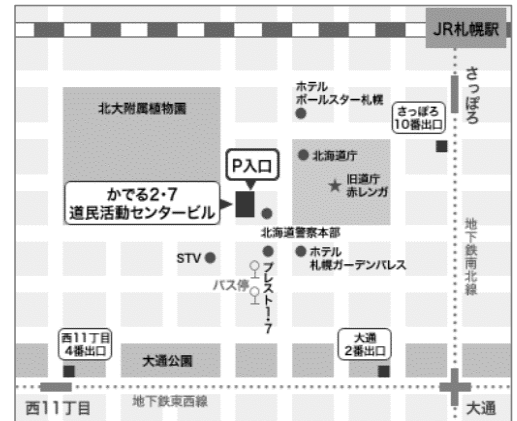 JR札幌駅
さっぽろ
ホテル
ポールスター札幌
さっぽろ
10番出口
北大附属植物園
北海道庁
P入口
旧道庁
赤レンガ
かでる2・7
道民活動センタービル
北海道警察本部
地下鉄南北線
STV
ホテル
札幌ガーデンパレス
プレスト1・7
バス停
西11丁目
4番出口
大通公園
大通
2番出口
西11丁目
地下鉄東西線
大通